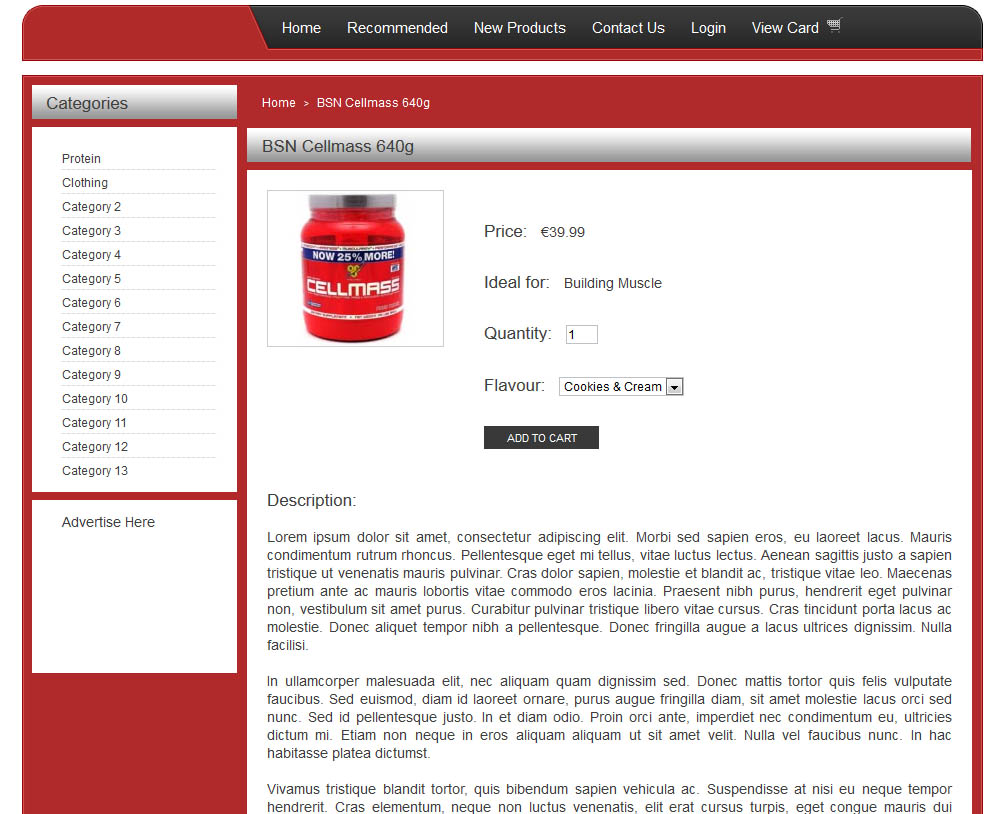 Home Recommended New Products Contact Us Login View Card
Categories
Protein
Clothing
Category 2
Category 3
Category 4
Category 5
Category 6
Category 7
Category 8
Category 9
Category 10
Category 11
Category 12
Category 13
Advertise Here
Home > BSN Cellmass 640g
BSN Cellmass 640g
NOW 25% MORE!
CELLMASS
Price: €39.99
Ideal for: Building Muscle
Quantity: 1
Flavour: Cookies & Cream
ADD TO CART
Description:
Lorem ipsum dolor sit amet, consectetur adipiscing elit. Morbi sed sapien eros, eu laoreet lacus. Mauris
condimentum rutrum rhoncus. Pellentesque eget mi tellus, vitae luctus lectus. Aenean sagittis justo a sapien
tristique ut venenatis mauris pulvinar. Cras dolor sapien, molestie et blandit ac, tristique vitae leo. Maecenas
pretium ante ac mauris lobortis vitae commodo eros lacinia. Praesent nibh purus, hendrerit eget pulvinar
non, vestibulum sit amet purus. Curabitur pulvinar tristique libero vitae cursus. Cras tincidunt porta lacus ac
molestie. Donec aliquet tempor nibh a pellentesque. Donec fringilla augue a lacus ultrices dignissim. Nulla
facilisi.
In ullamcorper malesuada elit, nec aliquam quam dignissim sed. Donec mattis tortor quis felis vulputate
faucibus. Sed euismod, diam id laoreet ornare, purus augue fringilla diam, sit amet molestie lacus orci sed
nunc. Sed id pellentesque justo. In et diam odio. Proin orci ante, imperdiet nec condimentum eu, ultricies
dictum mi. Etiam non neque in eros aliquam aliquam ut sit amet velit. Nulla vel faucibus nunc. In hac
habitasse platea dictumst.
Vivamus tristique blandit tortor, quis bibendum sapien vehicula ac. Suspendisse at nisi eu neque tempor
hendrerit. Cras elementum, neque non luctus venenatis, elit erat cursus turpis, eget congue mauris dui